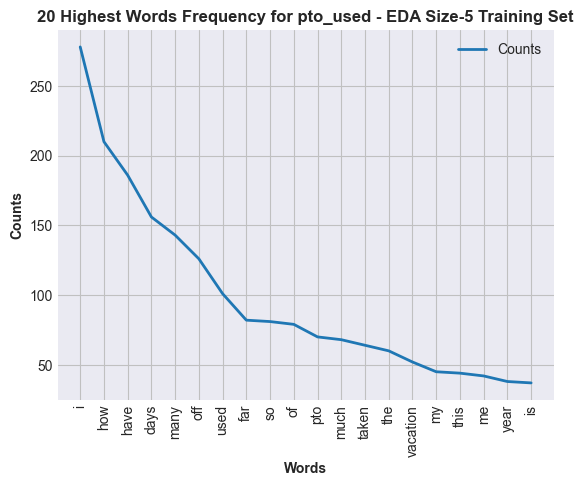 20 Highest Words Frequency for pto_used - EDA Size-5 Training Set
Counts
250
200
150
100
50
Counts
i
how
have
days
many
off
used
far
so
of
pto
much
taken
the
vacation
my
this
me
year
is
Words